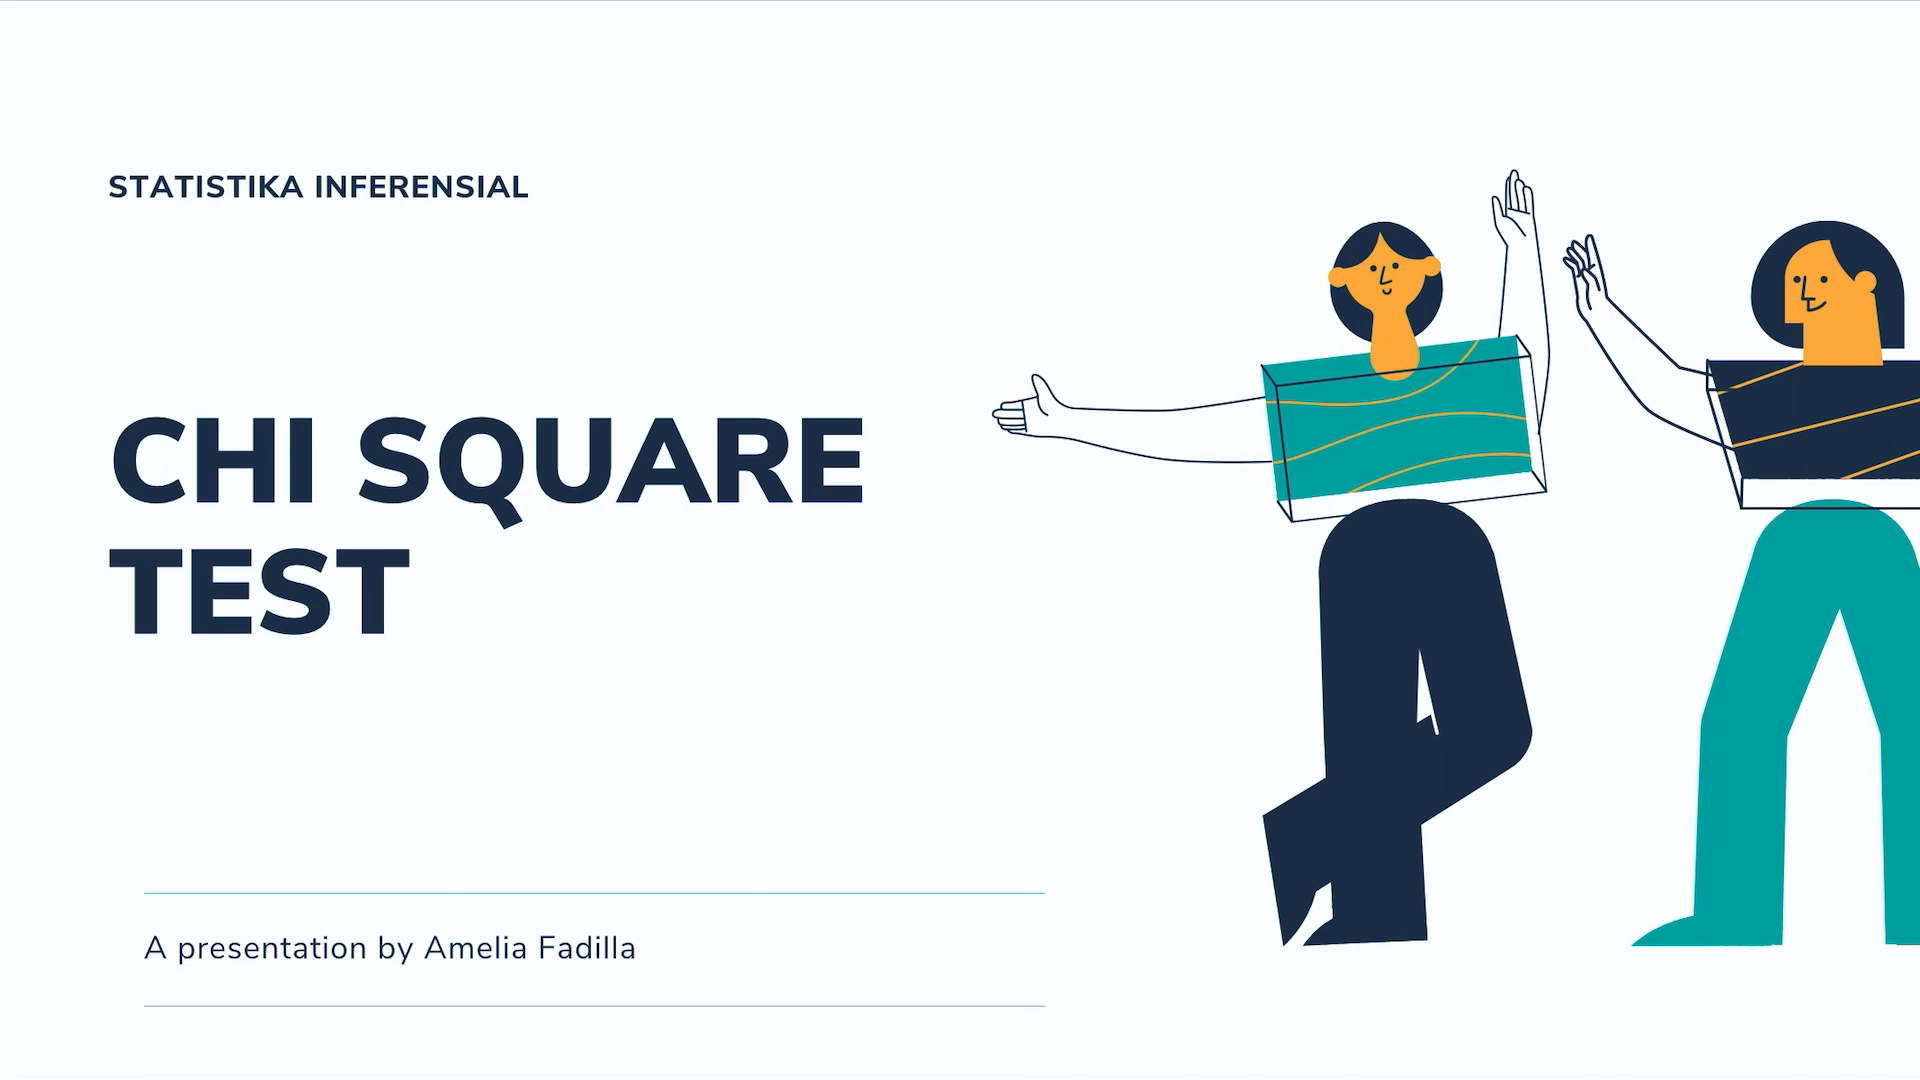 STATISTIKA INFERENSIAL
CHI SQUARE
TEST
A presentation by Amelia Fadilla